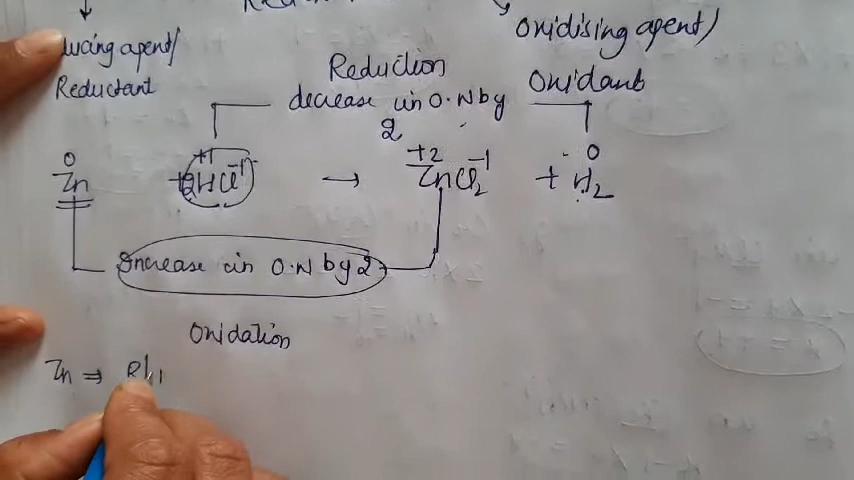 Oxidising agent/
ucing agent/
Reductant
Reduction
Oxidant
decrease in O.N by
2
0 +1 -1 +2 -1 0
Zn + 2HCl → ZnCl2 + H2
Increase in O.N by 2
Oxidation
Zn ⇒